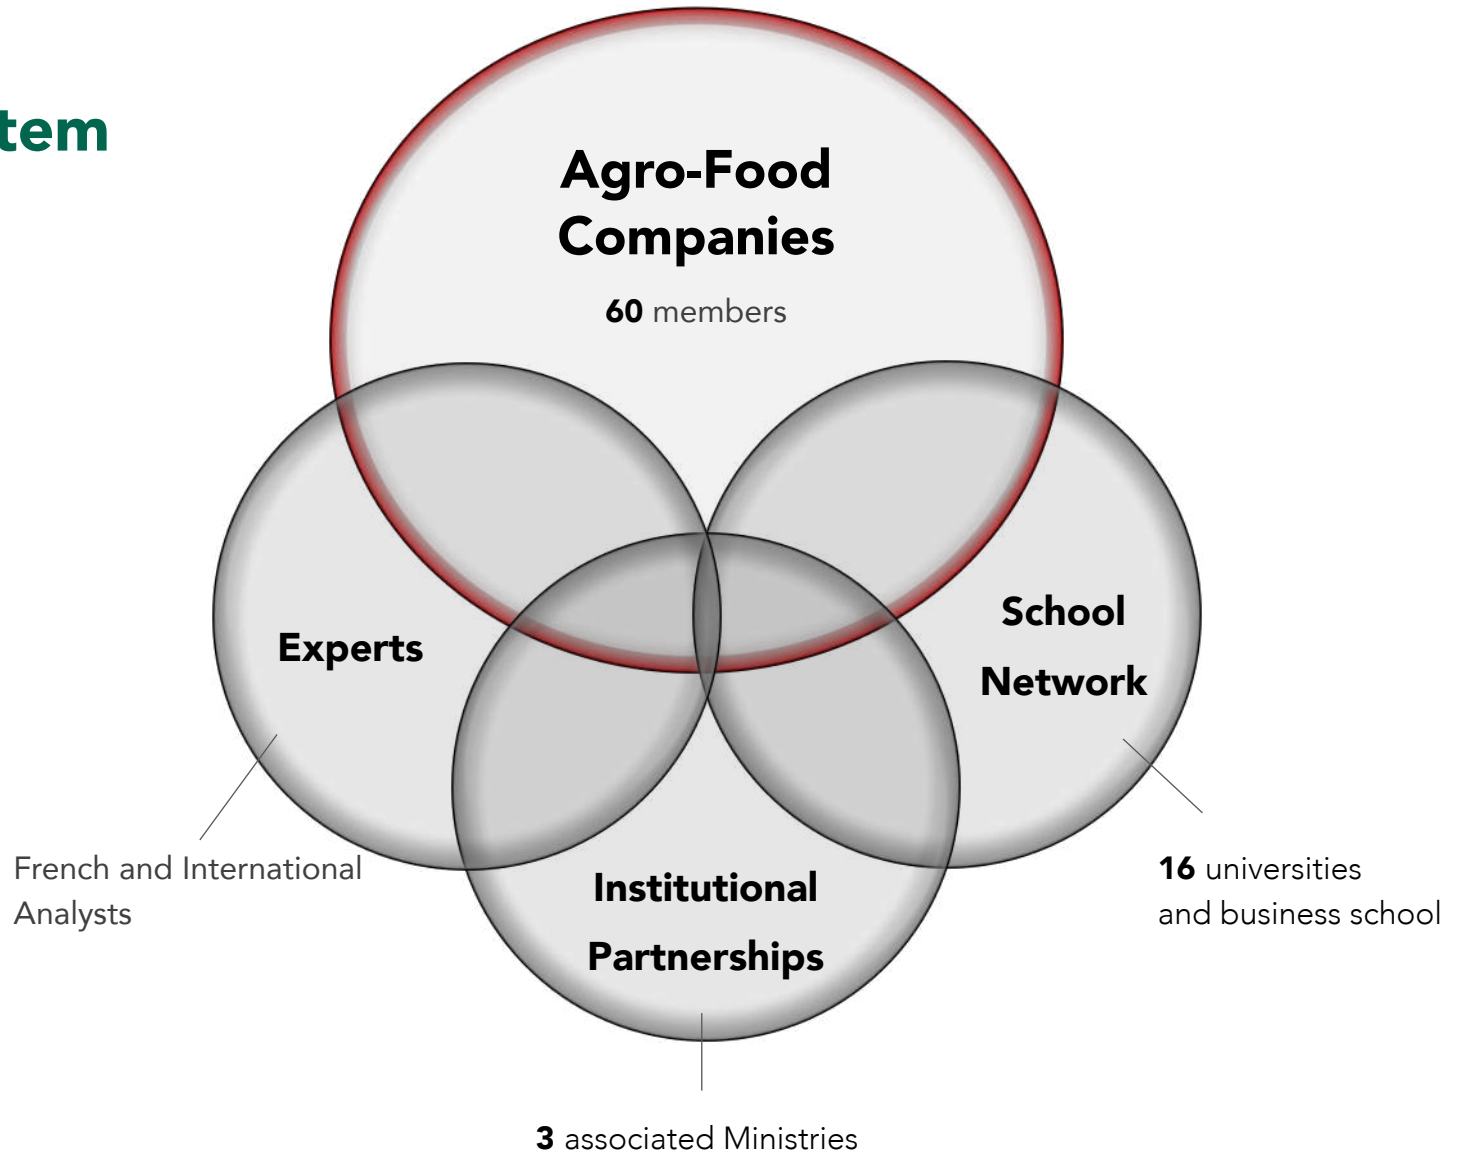 tem
Agro-Food
Companies
60 members
Experts
School
Network
French and International
Analysts
16 universities
and business school
Institutional
Partnerships
3 associated Ministries